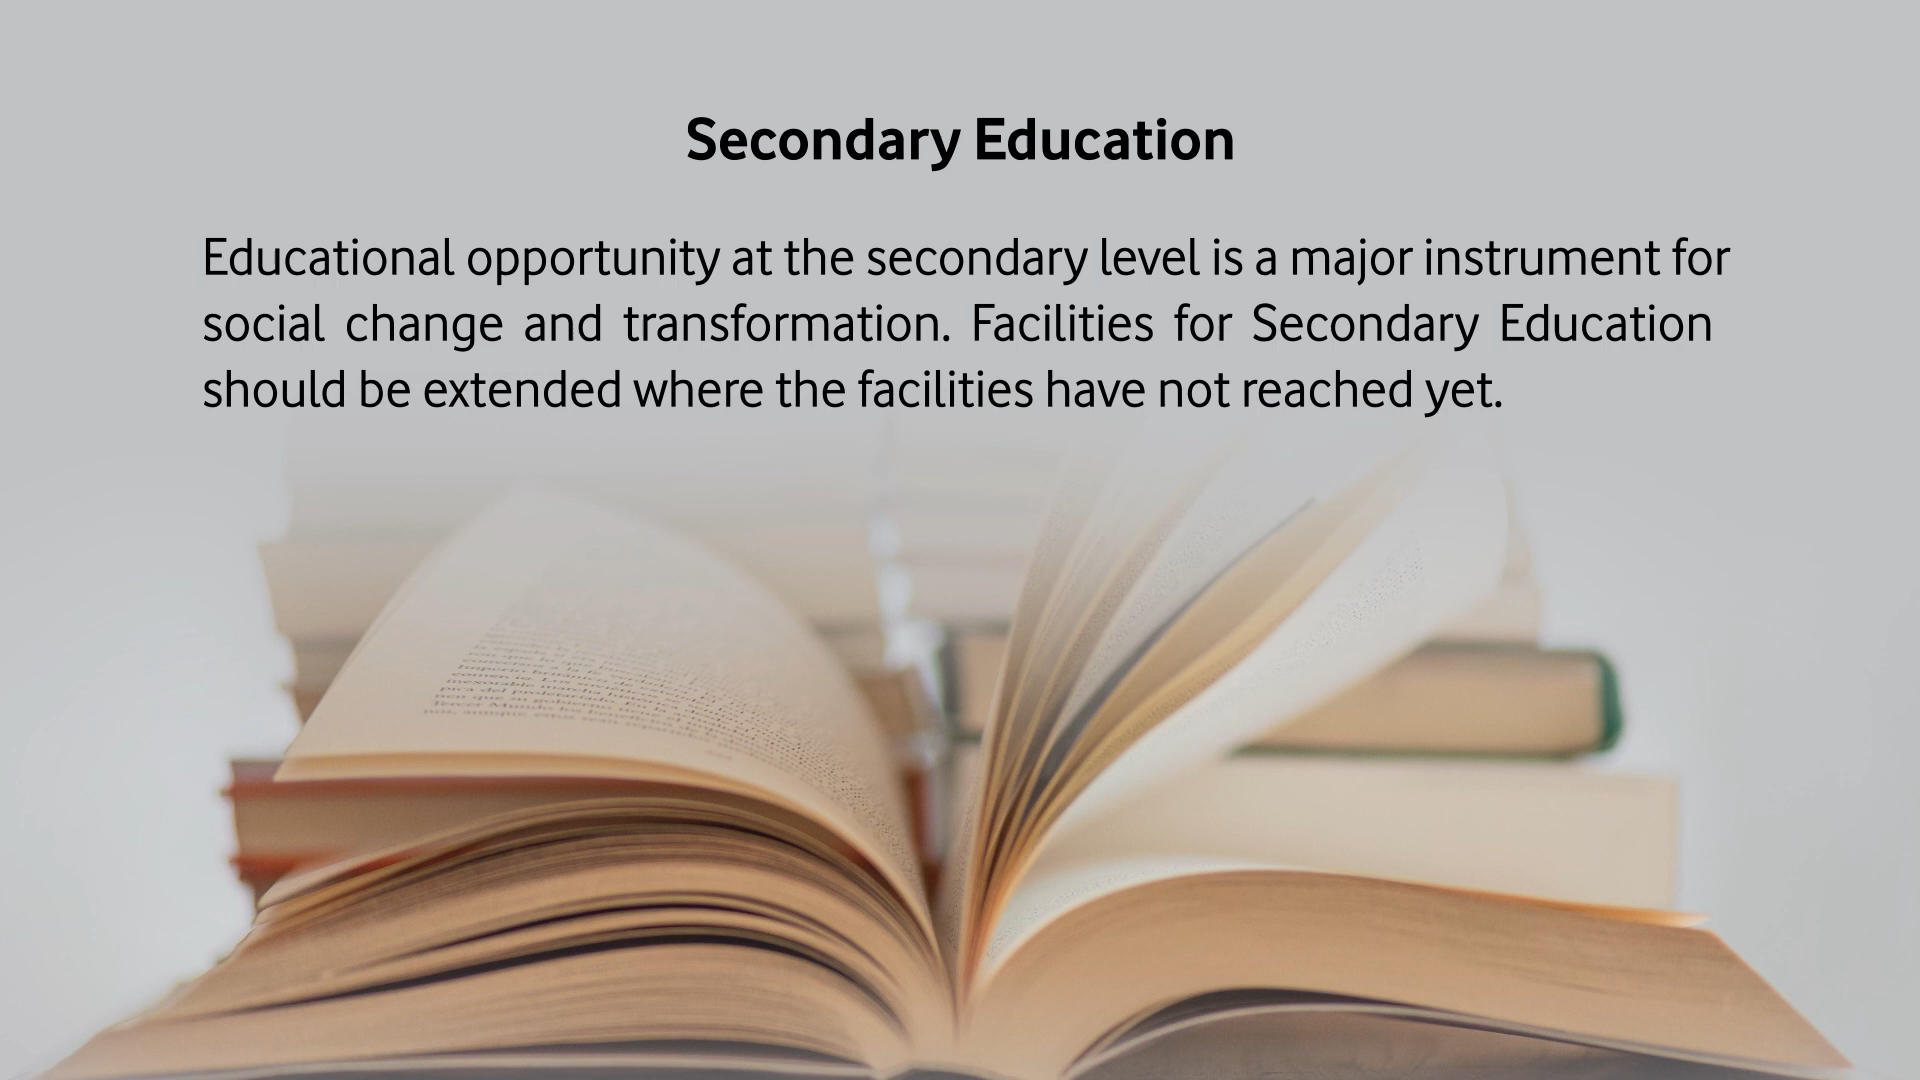 Secondary Education
Educational opportunity at the secondary level is a major instrument for
social change and transformation. Facilities for Secondary Education
should be extended where the facilities have not reached yet.